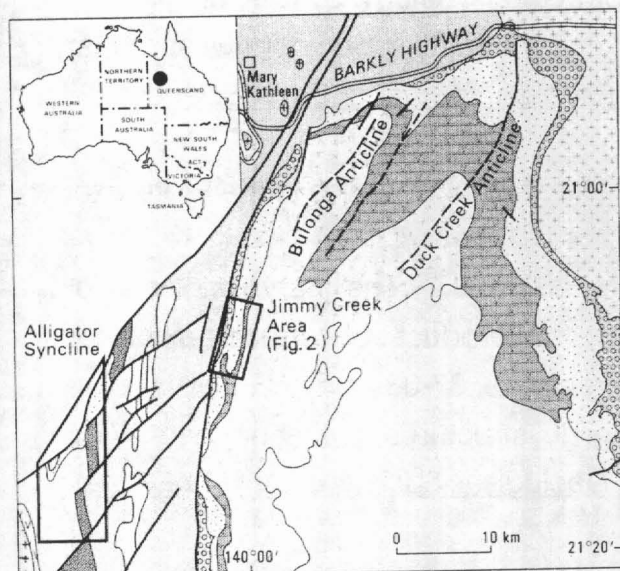 NORTHERN
TERRITORY
QUEENSLAND
WESTERN
AUSTRALIA
SOUTH
AUSTRALIA
NEW SOUTH
WALES
ACT
VICTORIA
TASMANIA
Mary
Kathleen
BARKLY HIGHWAY
Bulonga Anticline
Duck Creek Anticline
21°00′
Alligator
Syncline
Jimmy Creek
Area
(Fig. 2)
140°00′
0 10 km
21°20′